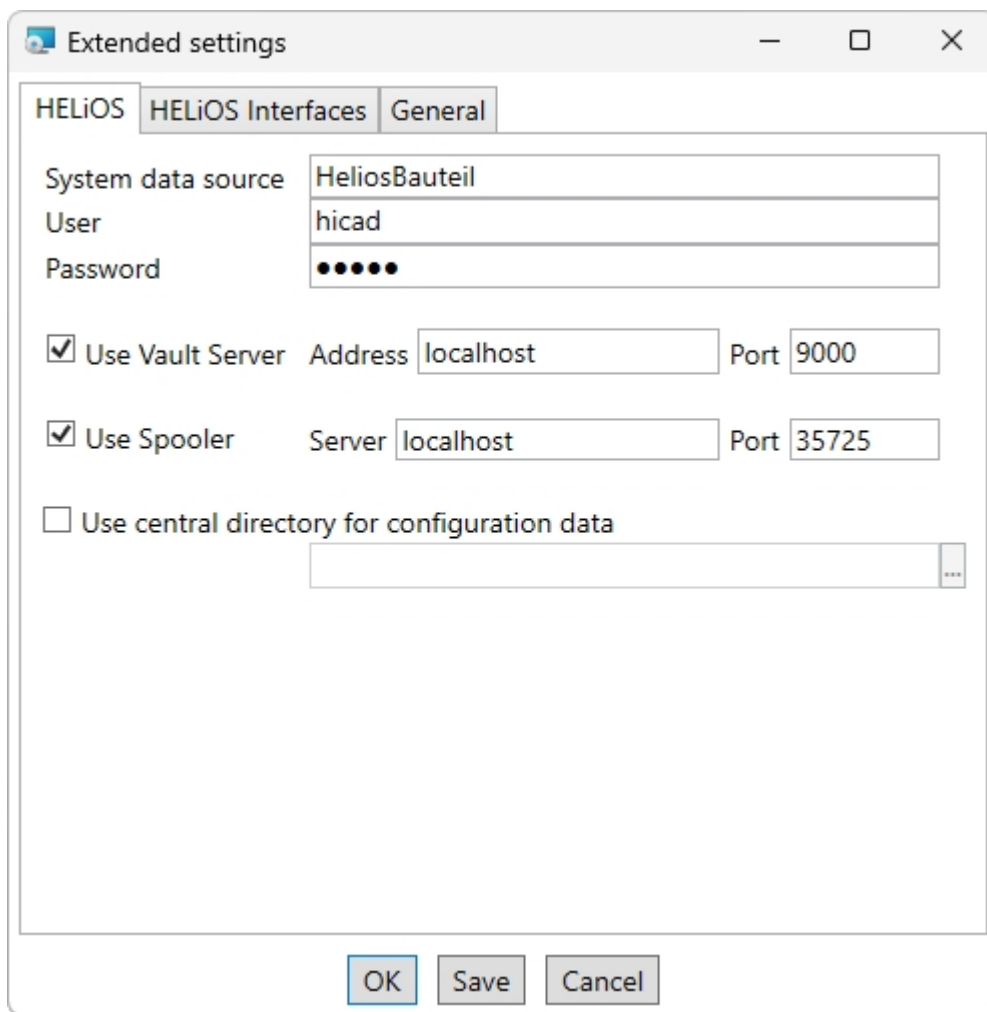 Extended settings
HELiOS HELiOS Interfaces General
System data source HeliosBauteil
User hicad
Password ●●●●●
Use Vault Server Address localhost Port 9000
Use Spooler Server localhost Port 35725
Use central directory for configuration data
...
OK Save Cancel